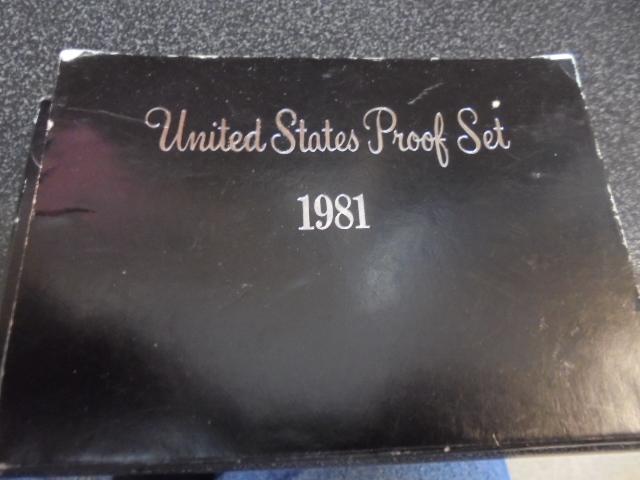 United States Proof Set
1981